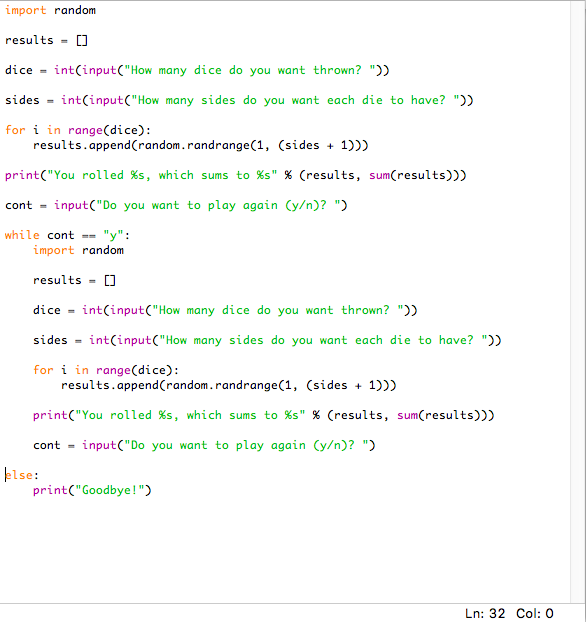 import random
results = []
dice = int(input("How many dice do you want thrown? "))
sides = int(input("How many sides do you want each die to have? "))
for i in range(dice):
    results.append(random.randrange(1, (sides + 1)))
print("You rolled %s, which sums to %s" % (results, sum(results)))
cont = input("Do you want to play again (y/n)? ")
while cont == "y":
    import random
    results = []
    dice = int(input("How many dice do you want thrown? "))
    sides = int(input("How many sides do you want each die to have? "))
    for i in range(dice):
        results.append(random.randrange(1, (sides + 1)))
    print("You rolled %s, which sums to %s" % (results, sum(results)))
    cont = input("Do you want to play again (y/n)? ")
else:
    print("Goodbye!")
Ln: 32 Col: 0